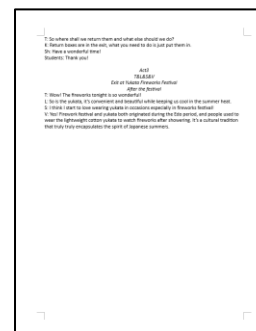 T: So where shall we return them and what else should we do?
K: Return boxes are in the exit, what you need to do is just put them in.
Sh: Have a wonderful time!
Students: Thank you!
Act3
Exit of Yukata Fireworks Festival
After the festival
T: Wow! The fireworks tonight is so wonderful!
L: So is the yukata, it's convenient and beautiful while keeping us cool in the summer heat.
S: I think I start to love wearing yukata in occasions especially in fireworks festival!
V: Yes! Firework festival and yukata both originated during the Edo period, and people used to
wear the lightweight cotton yukata to watch fireworks after showering. It's a cultural tradition
that truly truly encapsulates the spirit of Japanese summers.